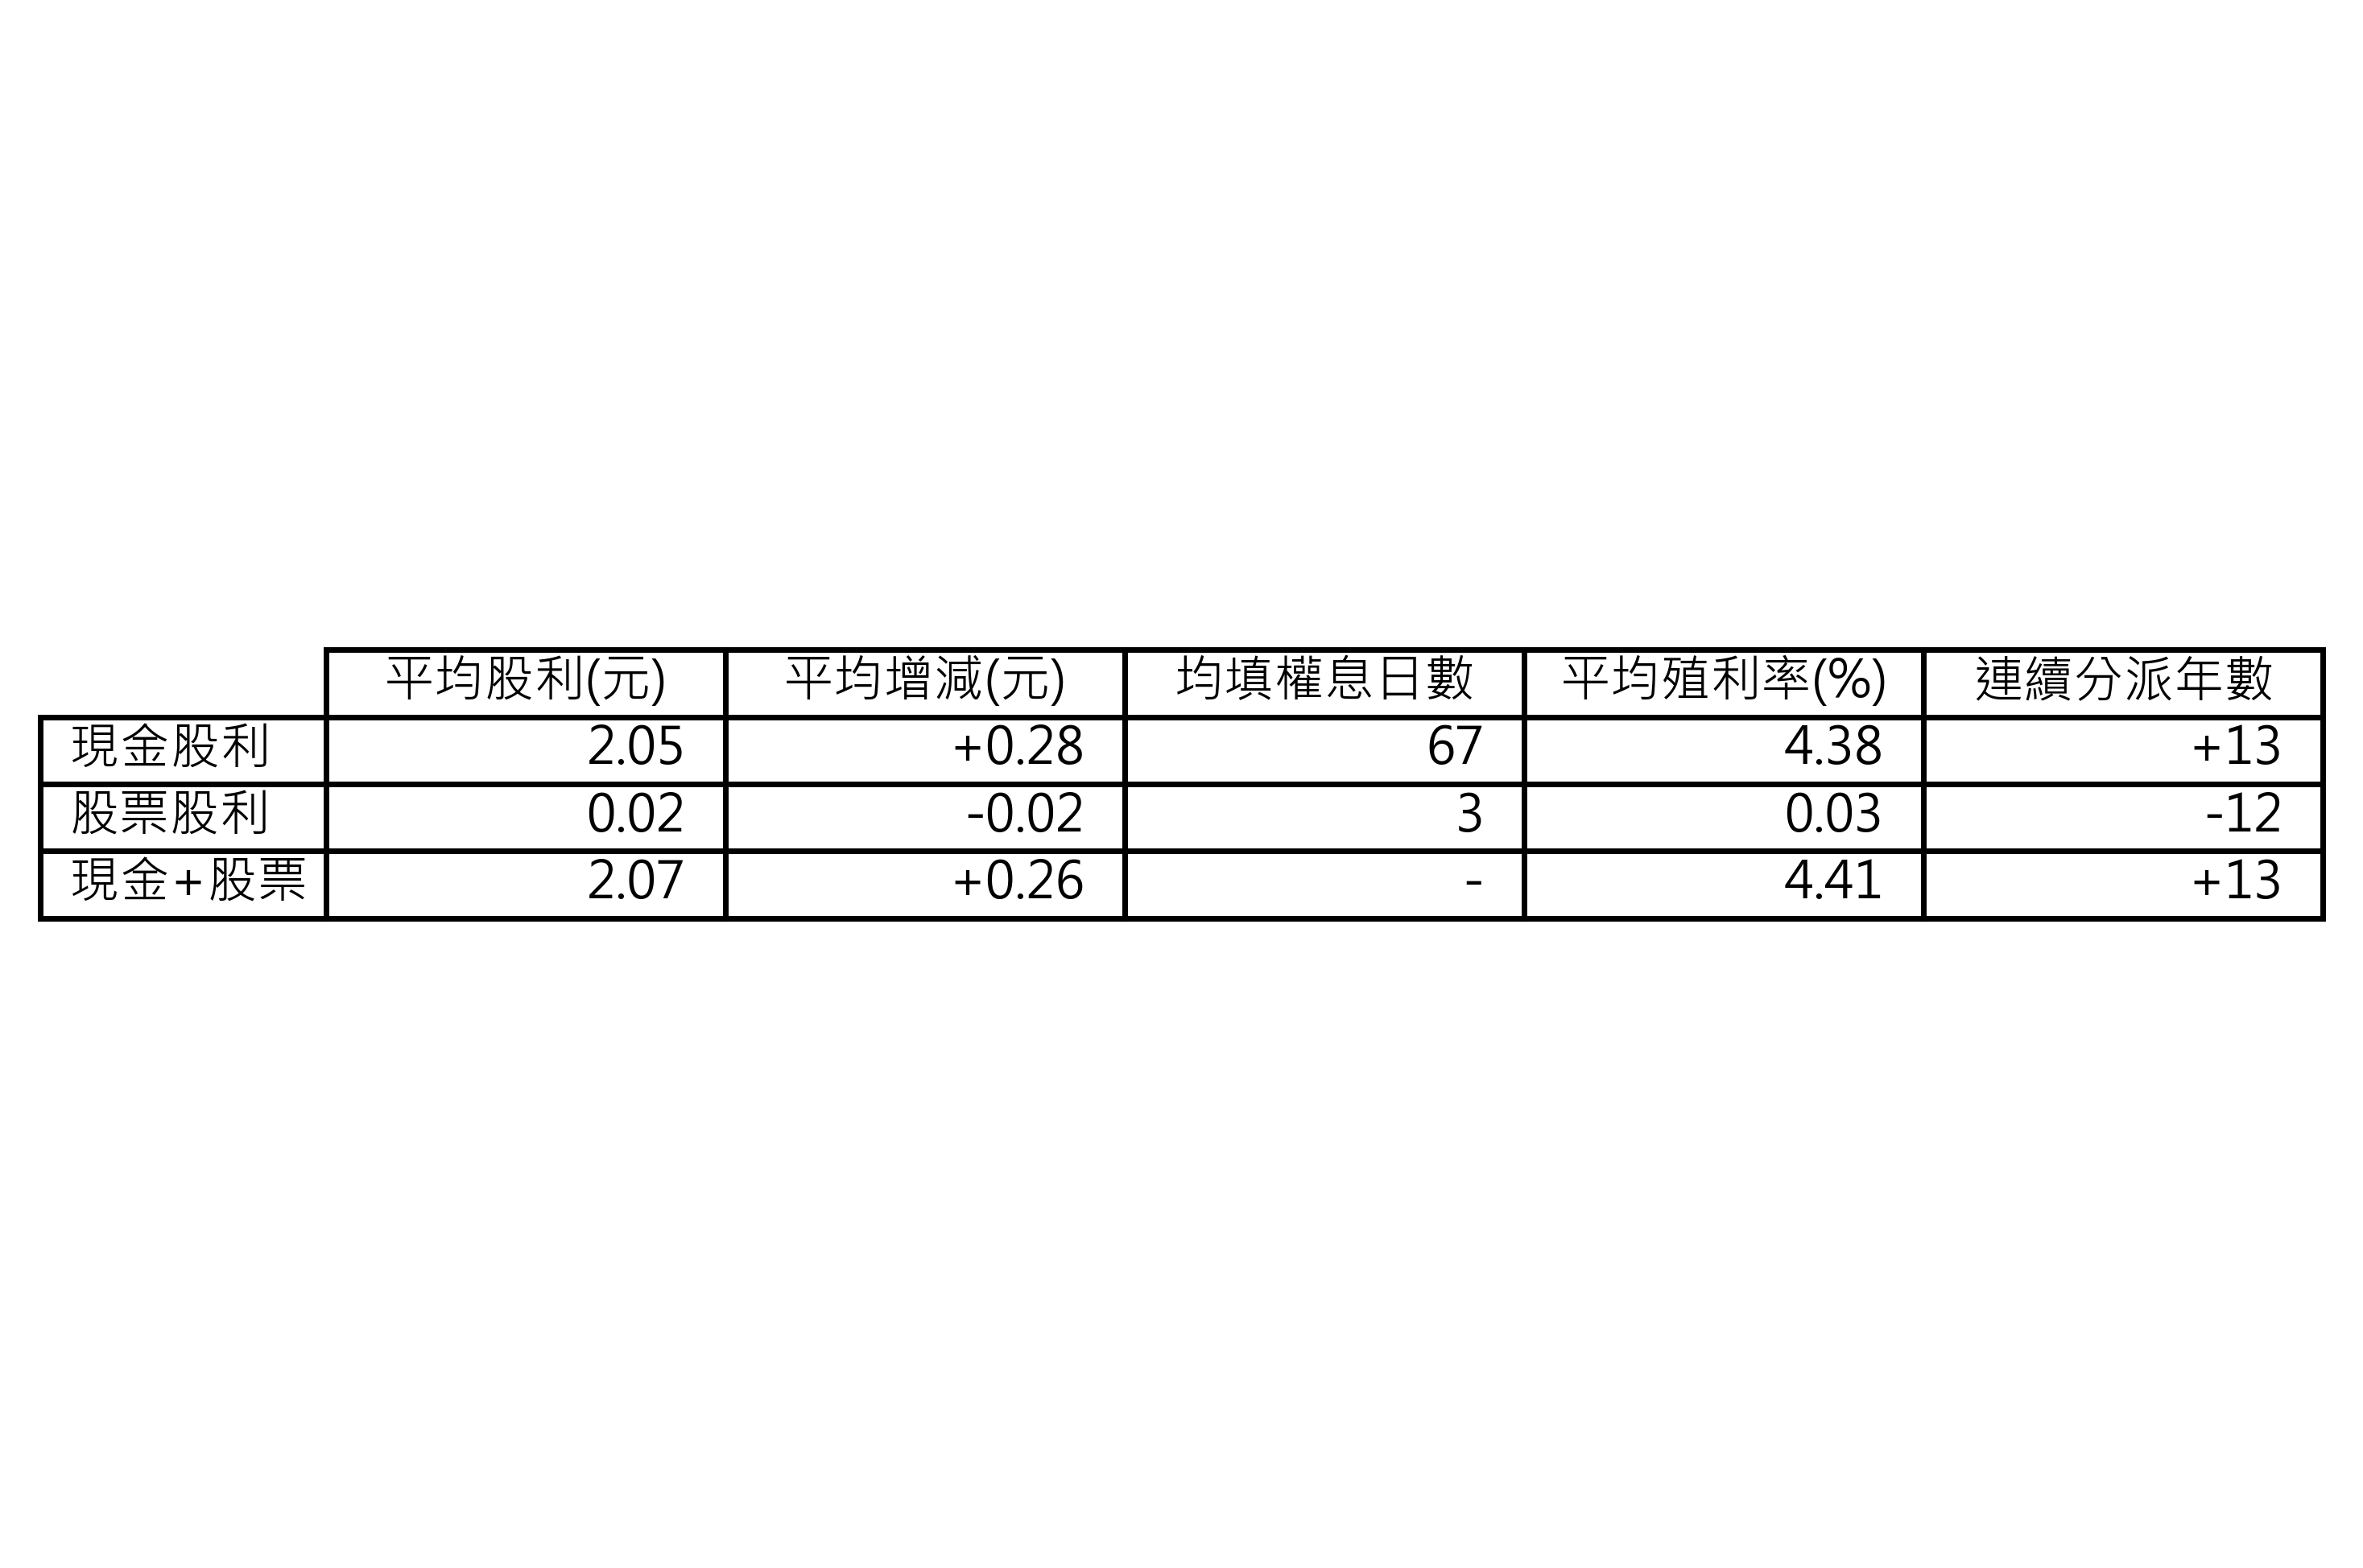 平均股利(元) 平均增減(元) 均填權息日數 平均殖利率(%) 連續分派年數
現金股利 2.05 +0.28 67 4.38 +13
股票股利 0.02 -0.02 3 0.03 -12
現金+股票 2.07 +0.26 - 4.41 +13